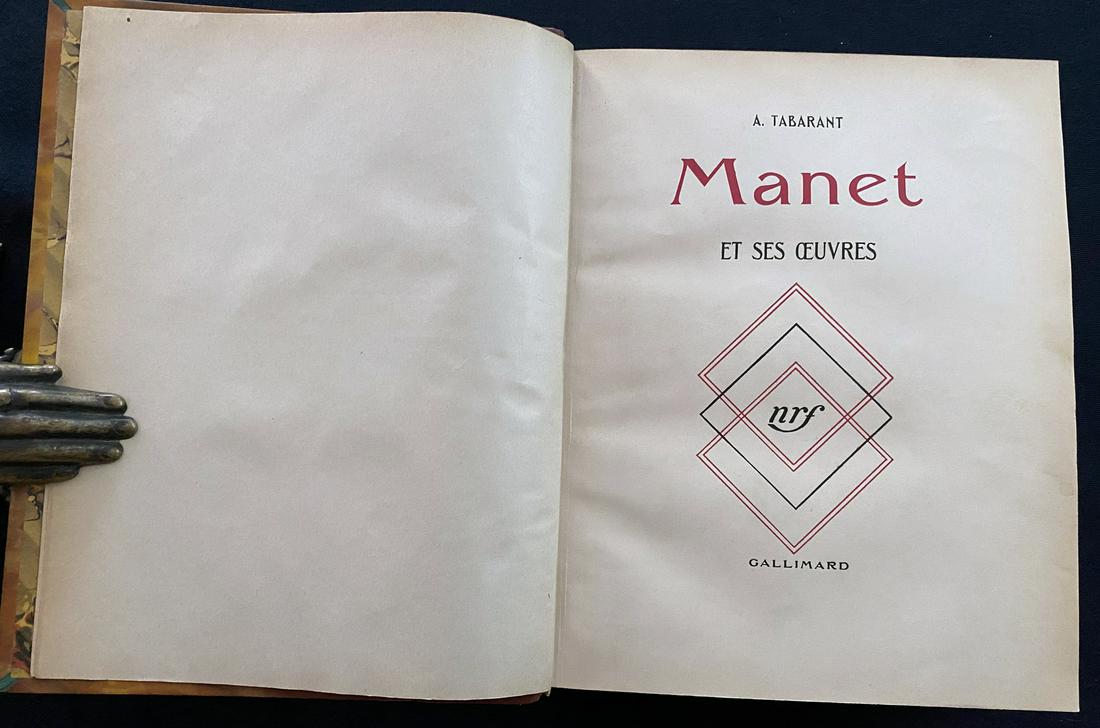 A. TABARANT
Manet
ET SES ŒUVRES
nrf
GALLIMARD